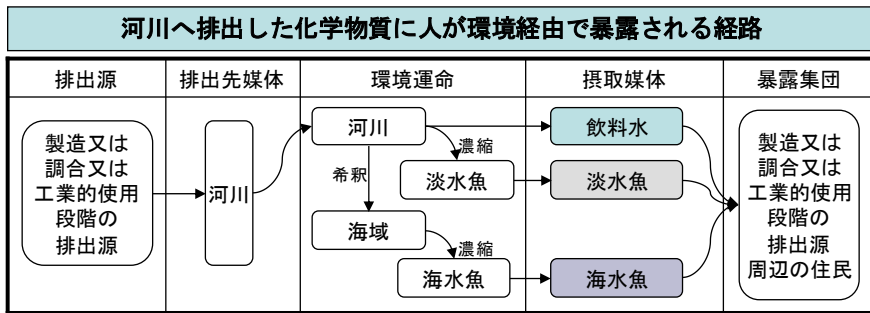 河川へ排出した化学物質に人が環境経由で暴露される経路
排出源
排出先媒体
環境運命
摂取媒体
暴露集団
製造又は
調合又は
工業的使用
段階の
排出源
河川
河川
濃縮
希釈
淡水魚
海域
濃縮
海水魚
飲料水
淡水魚
海水魚
製造又は
調合又は
工業的使用
段階の
排出源
周辺の住民